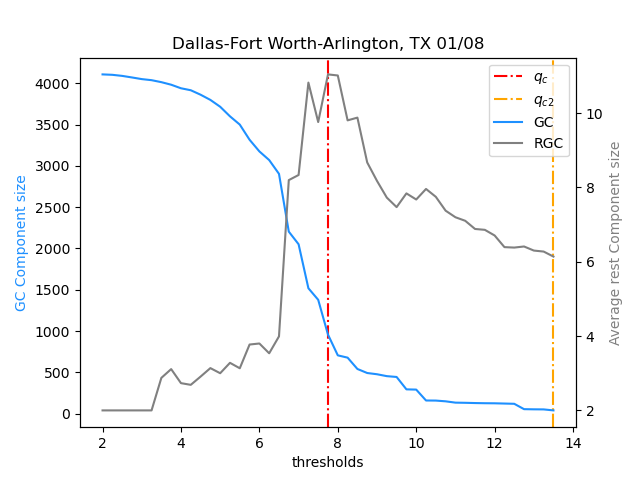 Dallas-Fort Worth-Arlington, TX 01/08
GC Component size
4000
3500
3000
2500
2000
1500
1000
500
0
q_c
q_c2
GC
RGC
10
8
6
4
2
Average rest Component size
2 4 6 8 10 12 14
thresholds